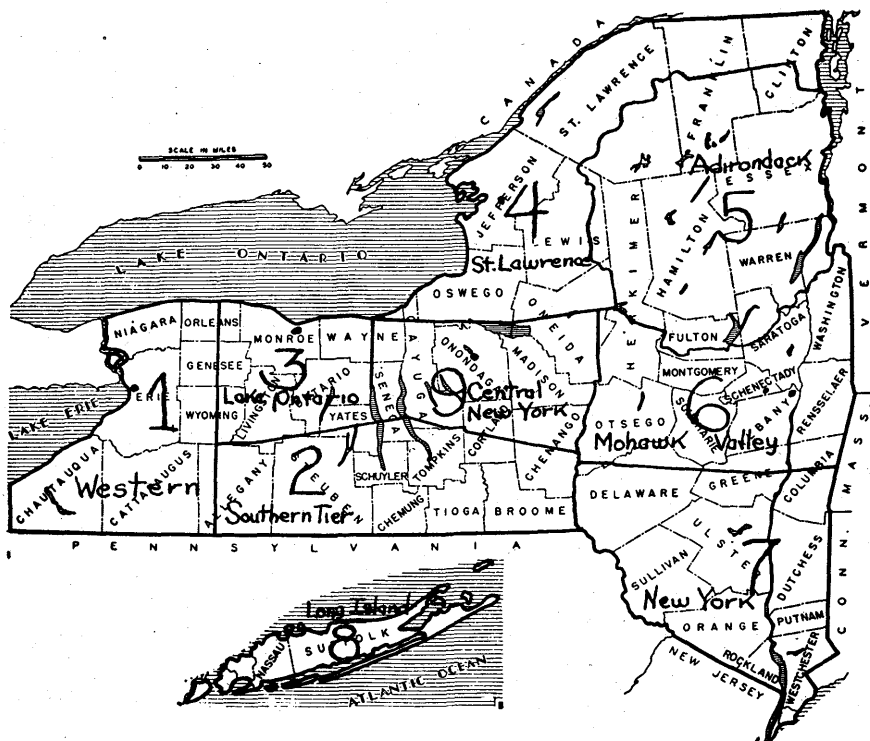 CANADA
ST. LAWRENCE
FRANKLIN
CLINTON
VERMONT
SCALE IN MILES
0 10 20 30 40 50
JEFFERSON
4
Adirondack
ESSEX
5
LAKE ONTARIO
LEWIS
St. Lawrence
HERKIMER
HAMILTON
WARREN
WASHINGTON
OSWEGO
ONEIDA
NIAGARA
ORLEANS
MONROE
WAYNE
CAYUGA
ONONDAGA
MADISON
FULTON
SARATOGA
GENESEE
3
MONTGOMERY
SCHENECTADY
LAKE ERIE
ERIE
1
WYOMING
LIVINGSTON
Lake Ontario
ONTARIO
YATES
SENECA
9
Central
New York
CORTLAND
OTSEGO
SCHOHARIE
6
ALBANY
RENSSELAER
Mohawk Valley
MASS.
CHAUTAUQUA
Western
CATTARAUGUS
ALLEGANY
2
STEUBEN
SCHUYLER
TOMPKINS
CHENANGO
DELAWARE
GREENE
COLUMBIA
Southern Tier
CHEMUNG
TIOGA
BROOME
ULSTER
7
DUTCHESS
CONN.
PENNSYLVANIA
SULLIVAN
New York
ORANGE
PUTNAM
Long Island
8
NASSAU
SUFFOLK
ATLANTIC OCEAN
ROCKLAND
WESTCHESTER
NEW JERSEY